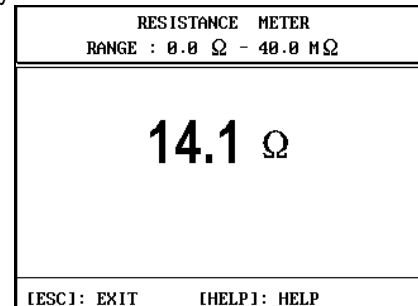 RESISTANCE METER
RANGE : 0.0 Ω - 40.0 MΩ
14.1 Ω
[ESC]: EXIT [HELP]: HELP